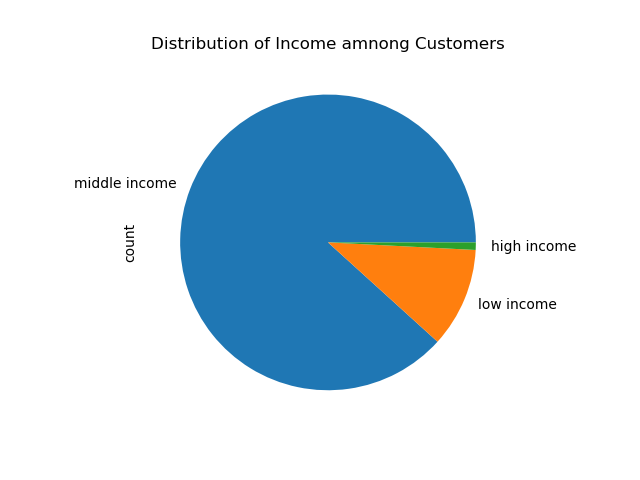 Distribution of Income amnong Customers
middle income
count
high income
low income